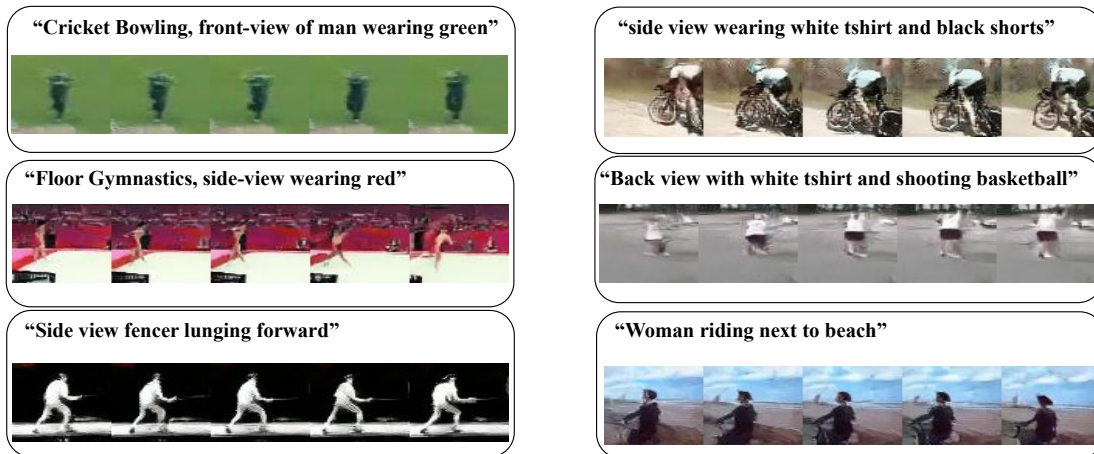 “Cricket Bowling, front-view of man wearing green”
“side view wearing white tshirt and black shorts”
“Floor Gymnastics, side-view wearing red”
“Back view with white tshirt and shooting basketball”
“Side view fencer lunging forward”
“Woman riding next to beach”